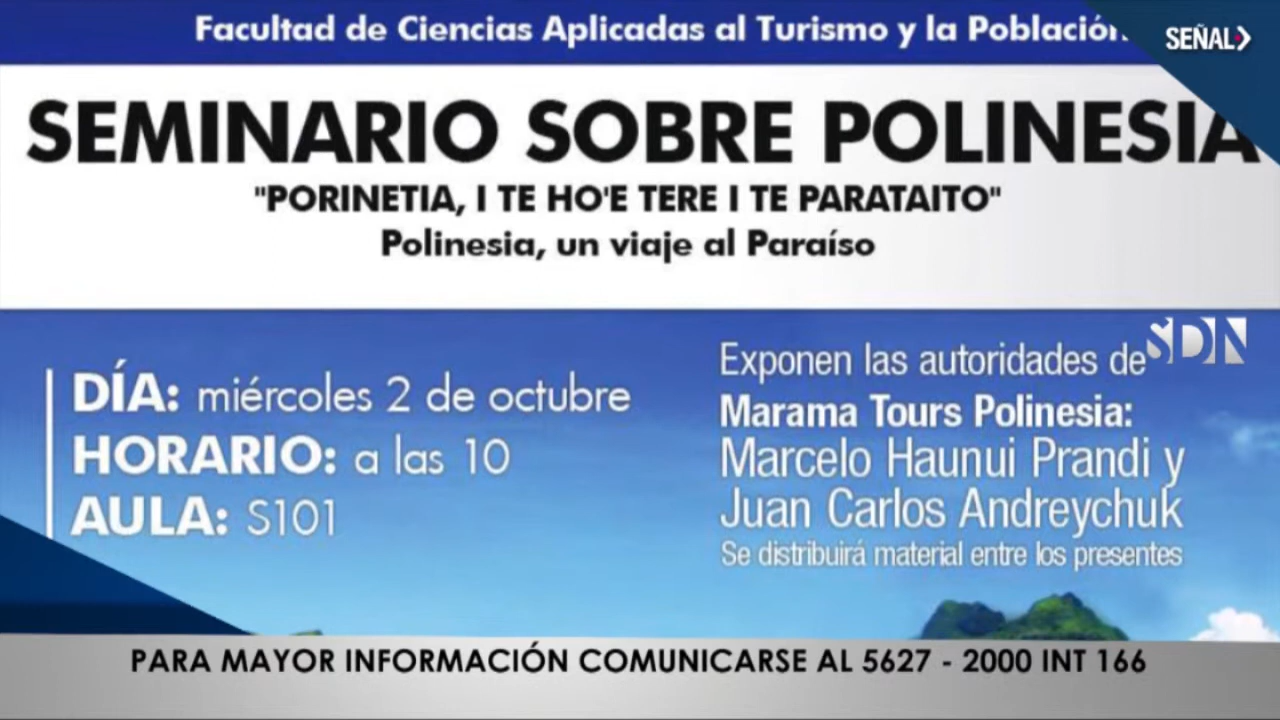 Facultad de Ciencias Aplicadas al Turismo y la Población
SEÑAL
SEMINARIO SOBRE POLINESIA
"PORINETIA, I TE HO'E TERE I TE PARATAITO"
Polinesia, un viaje al Paraíso
SDN
DÍA: miércoles 2 de octubre
HORARIO: a las 10
AULA: S101
Exponen las autoridades de
Marama Tours Polinesia:
Marcelo Haunui Prandi y
Juan Carlos Andreychuk
Se distribuirá material entre los presentes
PARA MAYOR INFORMACIÓN COMUNICARSE AL 5627 - 2000 INT 166